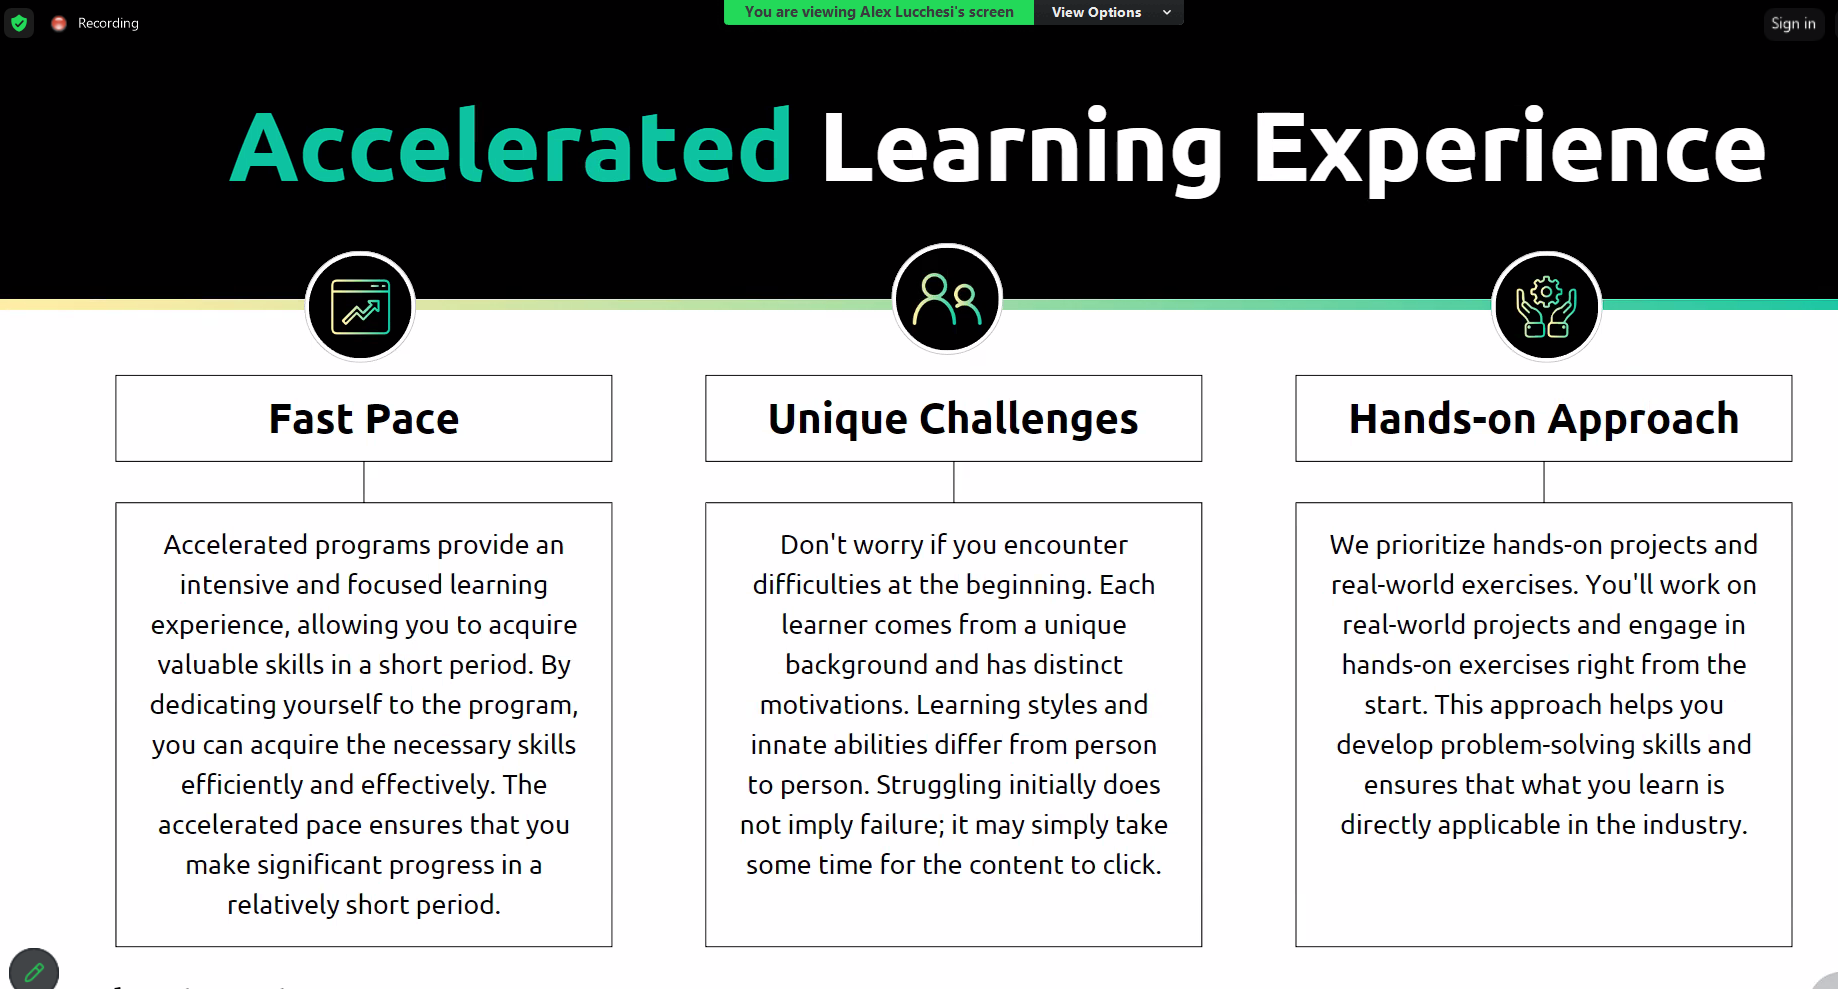 Recording
You are viewing Alex Lucchesi's screen
View Options
Sign in
Accelerated Learning Experience
Fast Pace
Accelerated programs provide an
intensive and focused learning
experience, allowing you to acquire
valuable skills in a short period. By
dedicating yourself to the program,
you can acquire the necessary skills
efficiently and effectively. The
accelerated pace ensures that you
make significant progress in a
relatively short period.
Unique Challenges
Don't worry if you encounter
difficulties at the beginning. Each
learner comes from a unique
background and has distinct
motivations. Learning styles and
innate abilities differ from person
to person. Struggling initially does
not imply failure; it may simply take
some time for the content to click.
Hands-on Approach
We prioritize hands-on projects and
real-world exercises. You'll work on
real-world projects and engage in
hands-on exercises right from the
start. This approach helps you
develop problem-solving skills and
ensures that what you learn is
directly applicable in the industry.